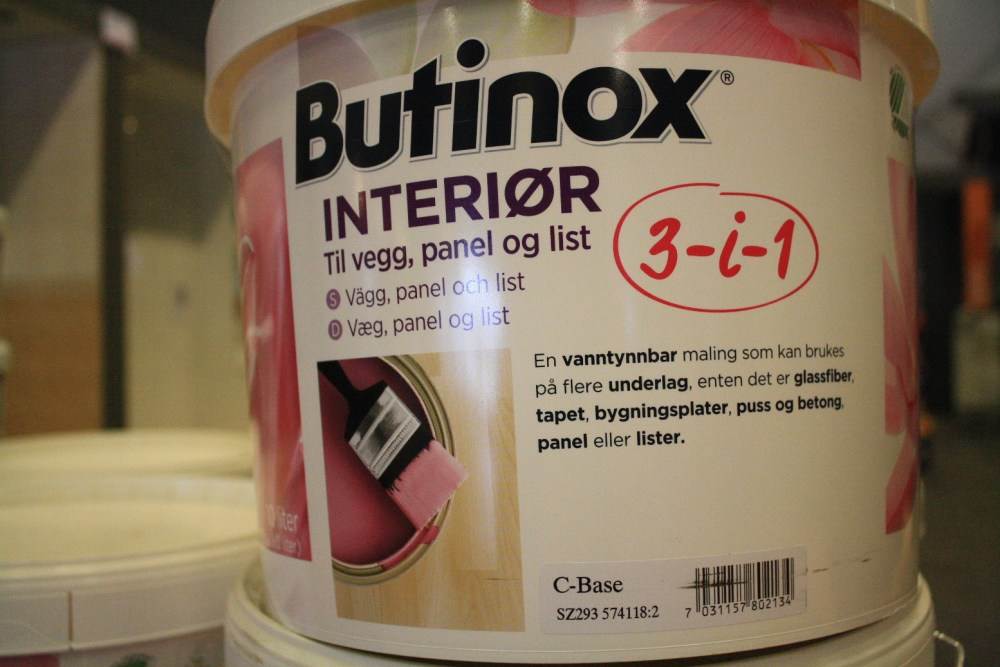 Butinox®
INTERIØR
Til vegg, panel og list
S Vägg, panel och list
D Væg, panel og list
3-i-1
En vanntynnbar maling som kan brukes
på flere underlag, enten det er glassfiber,
tapet, bygningsplater, puss og betong,
panel eller lister.
C-Base
SZ293 574118:2
7 031157 802134